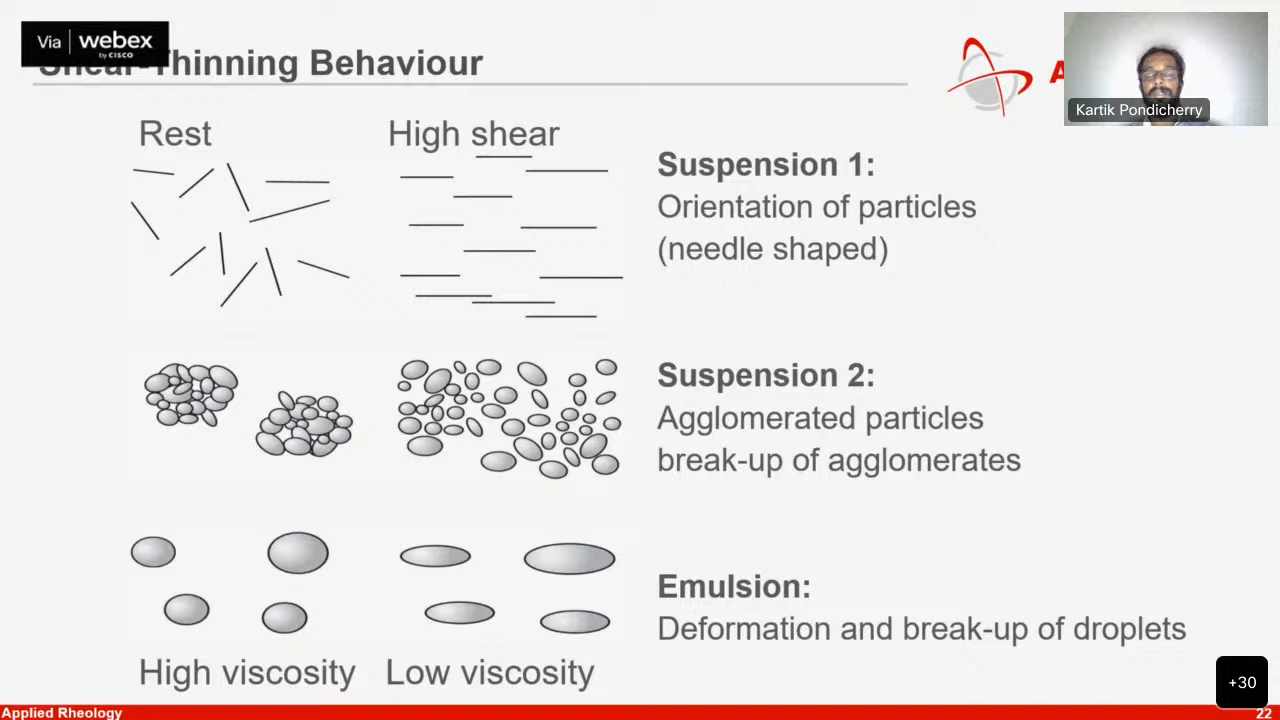 Via webex
by CISCO
Shear-Thinning Behaviour
A
Kartik Pondicherry
Rest High shear
Suspension 1:
Orientation of particles
(needle shaped)
Suspension 2:
Agglomerated particles
break-up of agglomerates
Emulsion:
Deformation and break-up of droplets
High viscosity Low viscosity
+30
Applied Rheology 22